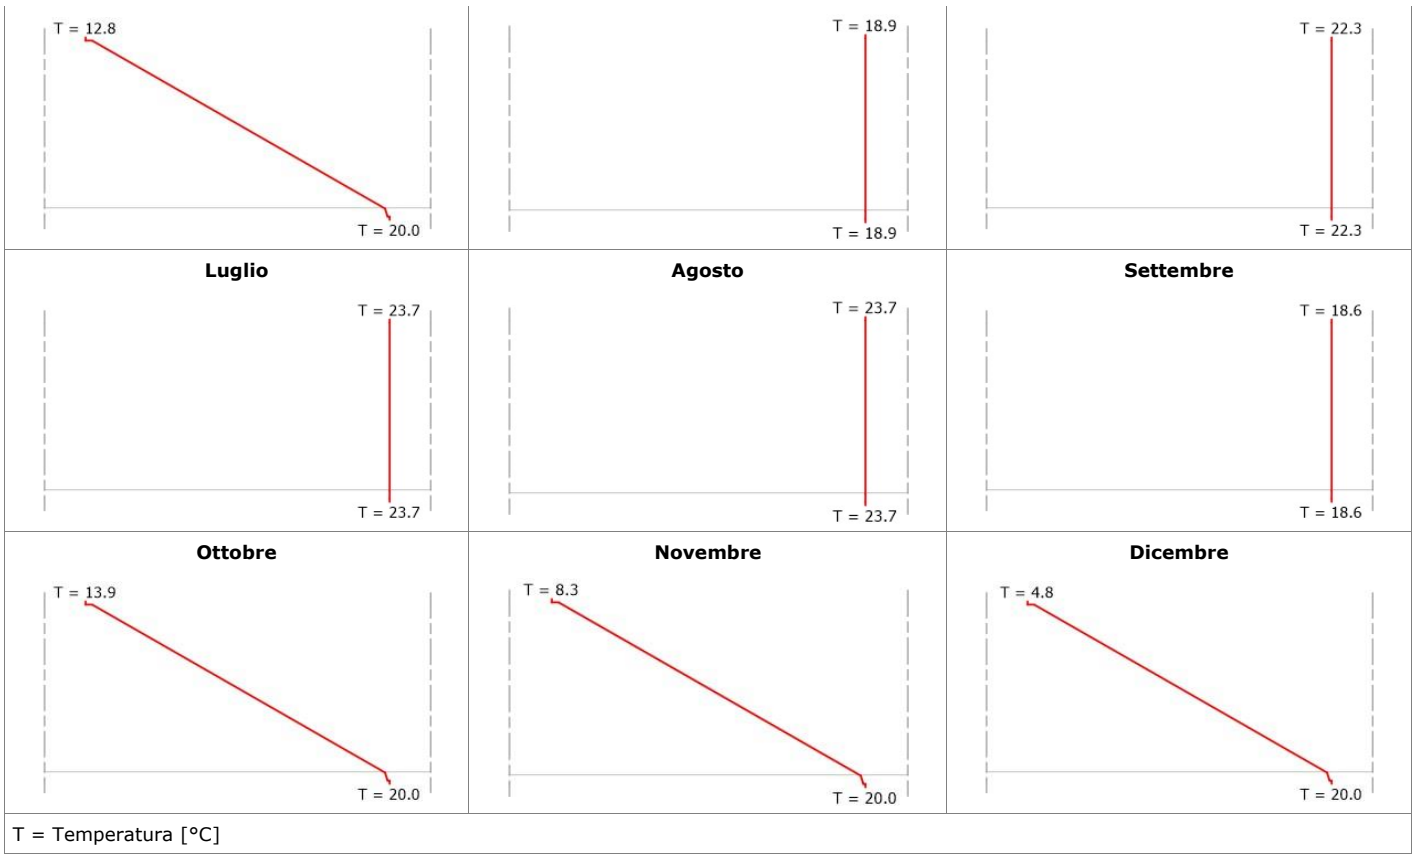 T = 12.8
T = 18.9
T = 22.3
T = 20.0
T = 18.9
T = 22.3
Luglio
Agosto
Settembre
T = 23.7
T = 23.7
T = 18.6
T = 23.7
T = 23.7
T = 18.6
Ottobre
Novembre
Dicembre
T = 13.9
T = 8.3
T = 4.8
T = 20.0
T = 20.0
T = 20.0
T = Temperatura [°C]